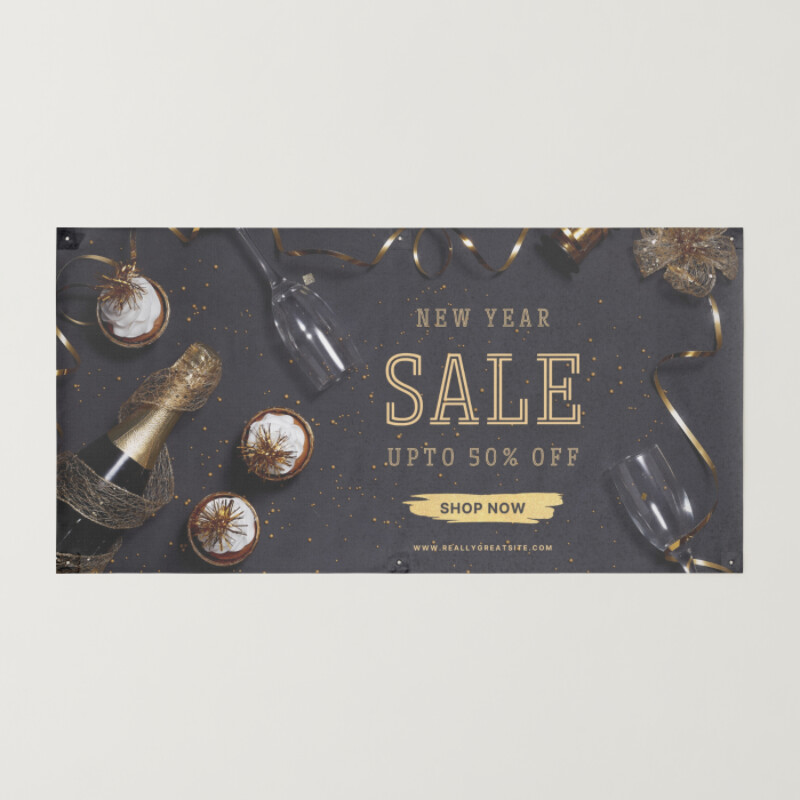 NEW YEAR
SALE
UPTO 50% OFF
SHOP NOW
WWW.REALLYGREATSITE.COM